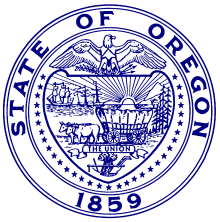 STATE OF OREGON
THE UNION
1859